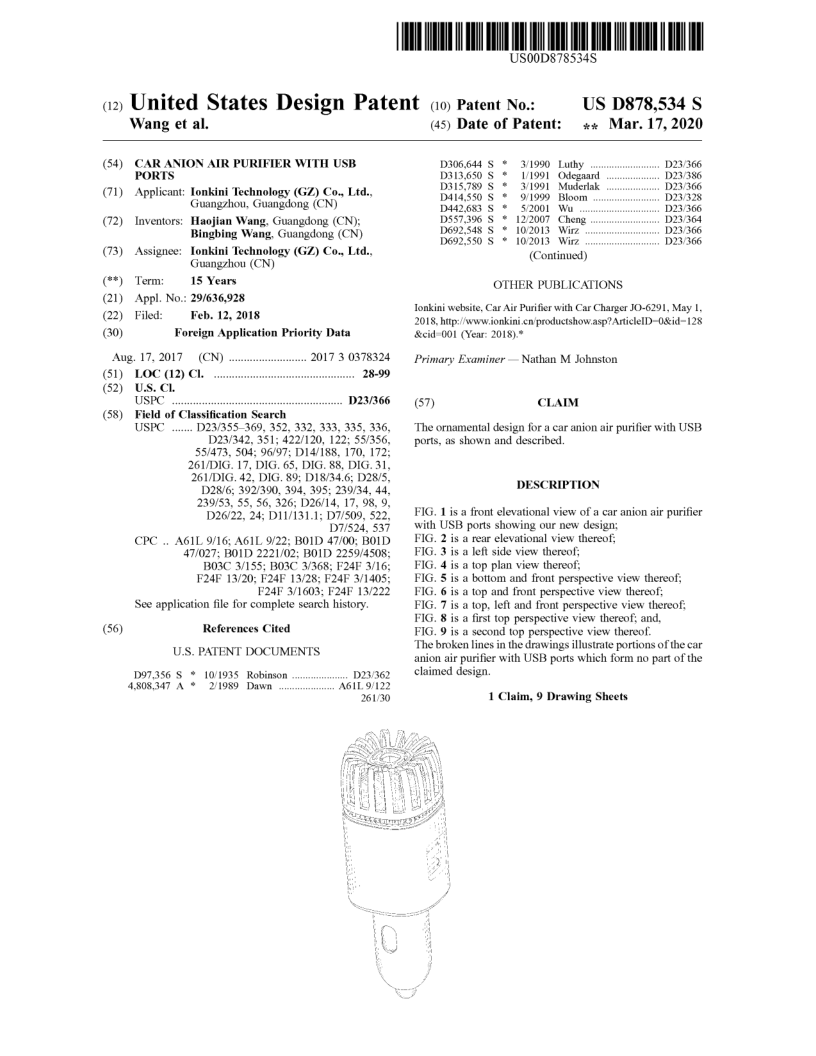 US00D878534S
(12) United States Design Patent
Wang et al.
(10) Patent No.: US D878,534 S
(45) Date of Patent: ** Mar. 17, 2020
(54) CAR ANION AIR PURIFIER WITH USB
PORTS
(71) Applicant: Ionkini Technology (GZ) Co., Ltd.,
Guangzhou, Guangdong (CN)
(72) Inventors: Haojian Wang, Guangdong (CN);
Bingbing Wang, Guangdong (CN)
(73) Assignee: Ionkini Technology (GZ) Co., Ltd.,
Guangzhou (CN)
(**) Term: 15 Years
(21) Appl. No.: 29/636,928
(22) Filed: Feb. 12, 2018
(30) Foreign Application Priority Data
Aug. 17, 2017 (CN) .......................... 2017 3 0378324
(51) LOC (12) Cl. ............................................... 28-99
(52) U.S. Cl.
USPC ......................................................... D23/366
(58) Field of Classification Search
USPC ....... D23/355–369, 352, 332, 333, 335, 336,
D23/342, 351; 422/120, 122; 55/356,
55/473, 504; 96/97; D14/188, 170, 172;
261/DIG. 17, DIG. 65, DIG. 88, DIG. 31,
261/DIG. 42, DIG. 89; D18/34.6; D28/5,
D28/6; 392/390, 394, 395; 239/34, 44,
239/53, 55, 56, 326; D26/14, 17, 98, 9,
D26/22, 24; D11/131.1; D7/509, 522,
D7/524, 537
CPC .. A61L 9/16; A61L 9/22; B01D 47/00; B01D
47/027; B01D 2221/02; B01D 2259/4508;
B03C 3/155; B03C 3/368; F24F 3/16;
F24F 13/20; F24F 13/28; F24F 3/1405;
F24F 3/1603; F24F 13/222
See application file for complete search history.
(56) References Cited
U.S. PATENT DOCUMENTS
D97,356 S * 10/1935 Robinson ..................... D23/362
4,808,347 A * 2/1989 Dawn ..................... A61L 9/122
261/30
D306,644 S * 3/1990 Luthy .......................... D23/366
D313,650 S * 1/1991 Odegaard .................... D23/386
D315,789 S * 3/1991 Muderlak .................... D23/366
D414,550 S * 9/1999 Bloom ......................... D23/328
D442,683 S * 5/2001 Wu .............................. D23/366
D557,396 S * 12/2007 Cheng .......................... D23/364
D692,548 S * 10/2013 Wirz ............................ D23/366
D692,550 S * 10/2013 Wirz ............................ D23/366
(Continued)
OTHER PUBLICATIONS
Ionkini website, Car Air Purifier with Car Charger JO-6291, May 1,
2018, http://www.ionkini.cn/productshow.asp?ArticleID=0&id=128
&cid=001 (Year: 2018).*
Primary Examiner — Nathan M Johnston
(57) CLAIM
The ornamental design for a car anion air purifier with USB
ports, as shown and described.
DESCRIPTION
FIG. 1 is a front elevational view of a car anion air purifier
with USB ports showing our new design;
FIG. 2 is a rear elevational view thereof;
FIG. 3 is a left side view thereof;
FIG. 4 is a top plan view thereof;
FIG. 5 is a bottom and front perspective view thereof;
FIG. 6 is a top and front perspective view thereof;
FIG. 7 is a top, left and front perspective view thereof;
FIG. 8 is a first top perspective view thereof; and,
FIG. 9 is a second top perspective view thereof.
The broken lines in the drawings illustrate portions of the car
anion air purifier with USB ports which form no part of the
claimed design.
1 Claim, 9 Drawing Sheets